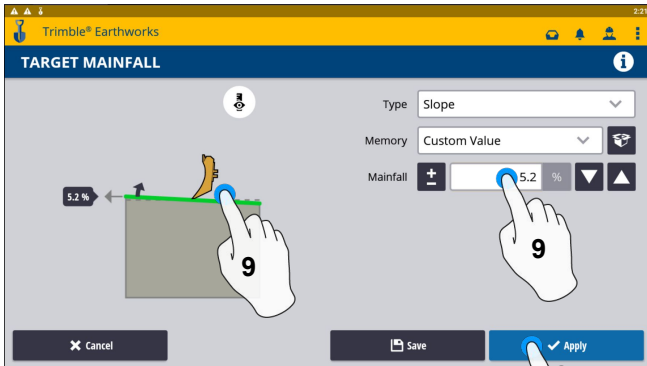 2:21
Trimble® Earthworks
TARGET MAINFALL
Type Slope
Memory Custom Value
Mainfall 5.2 %
5.2 %
9
9
Cancel
Save
Apply